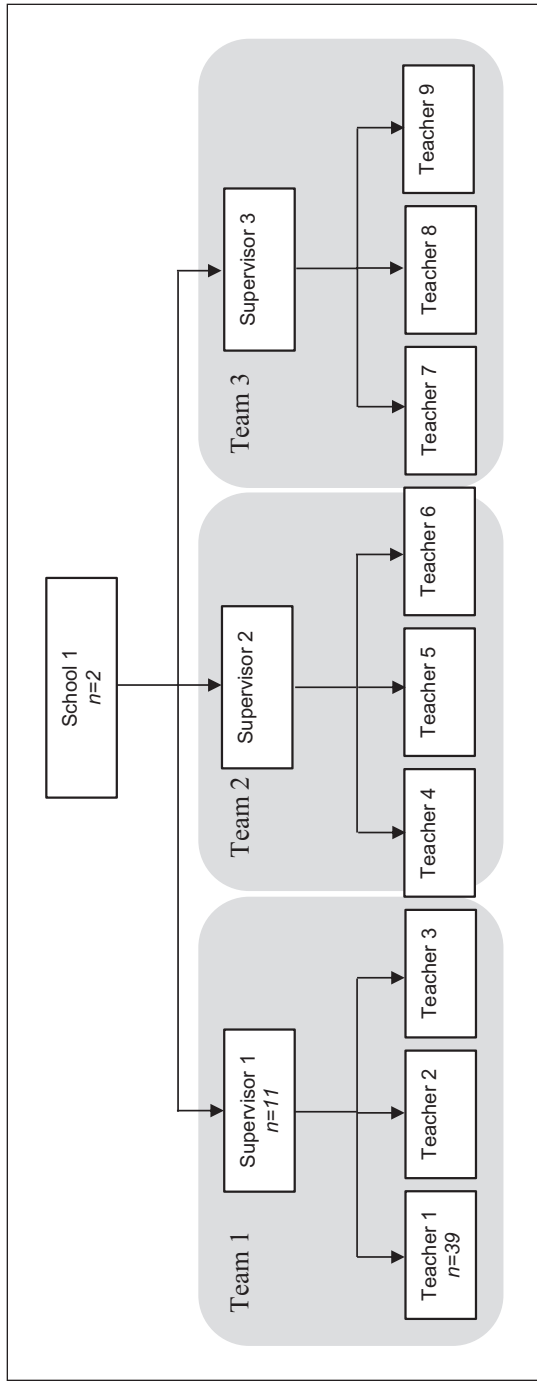 School 1
n=2
Team 1
Supervisor 1
n=11
Teacher 1
n=39
Teacher 2
Teacher 3
Team 2
Supervisor 2
Teacher 4
Teacher 5
Teacher 6
Team 3
Supervisor 3
Teacher 7
Teacher 8
Teacher 9